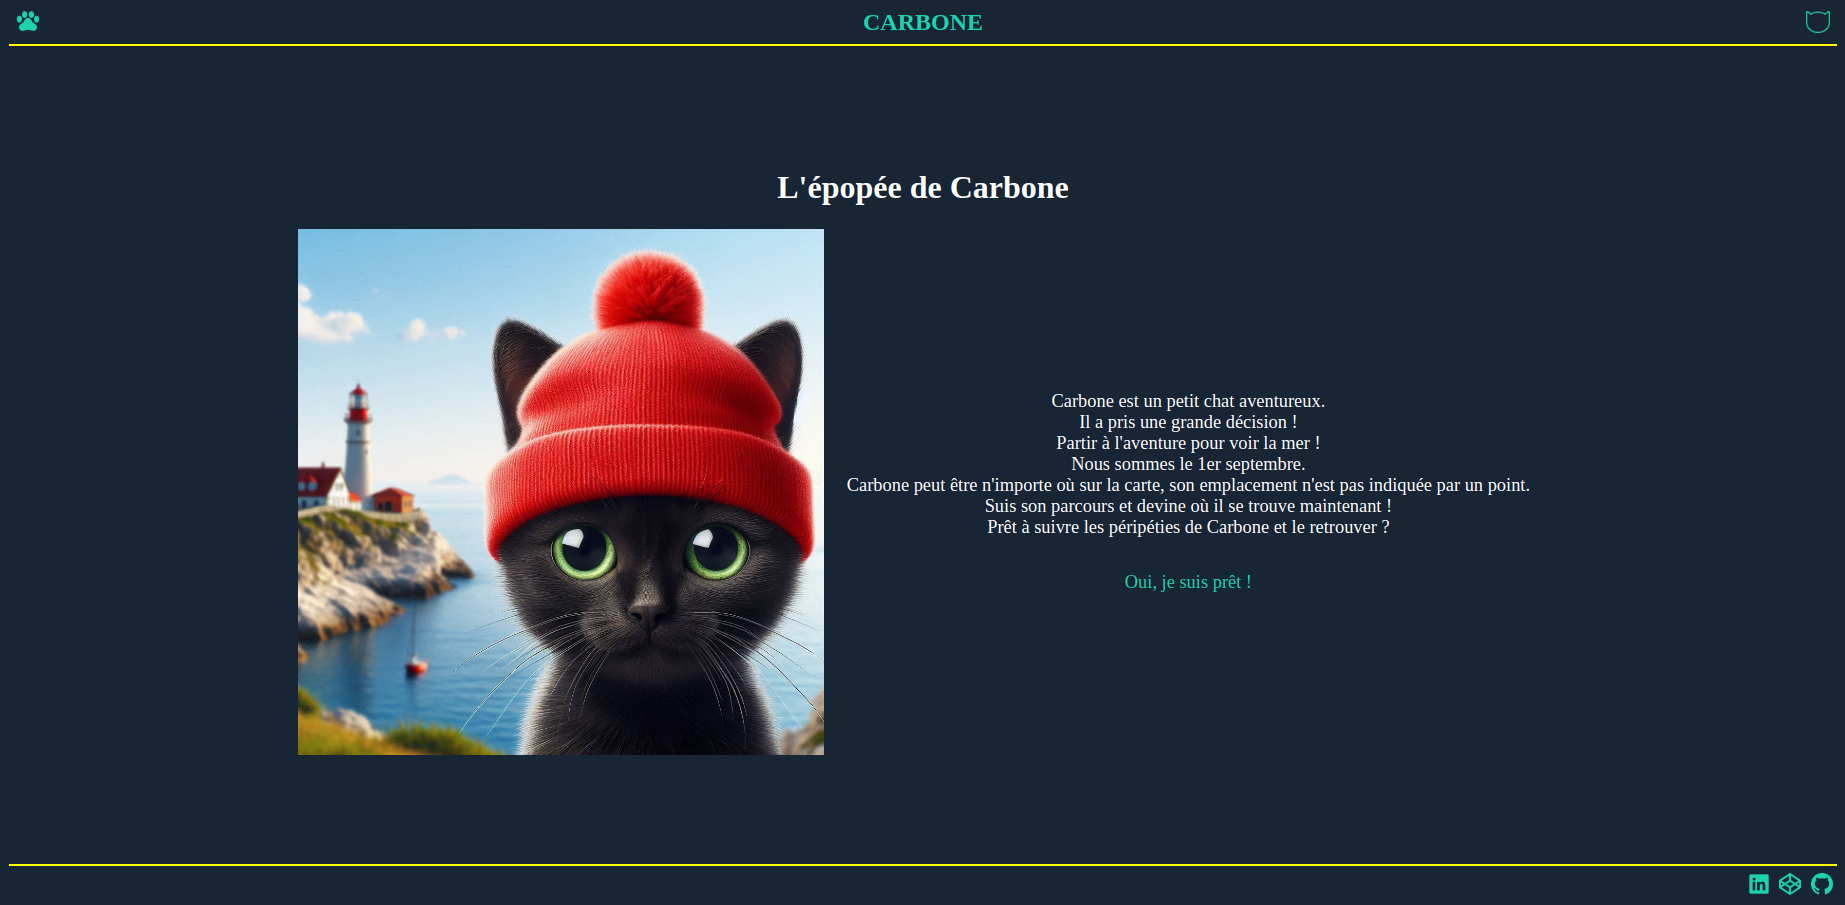 CARBONE
L'épopée de Carbone
Carbone est un petit chat aventureux.
Il a pris une grande décision !
Partir à l'aventure pour voir la mer !
Nous sommes le 1er septembre.
Carbone peut être n'importe où sur la carte, son emplacement n'est pas indiquée par un point.
Suis son parcours et devine où il se trouve maintenant !
Prêt à suivre les péripéties de Carbone et le retrouver ?
Oui, je suis prêt !
in